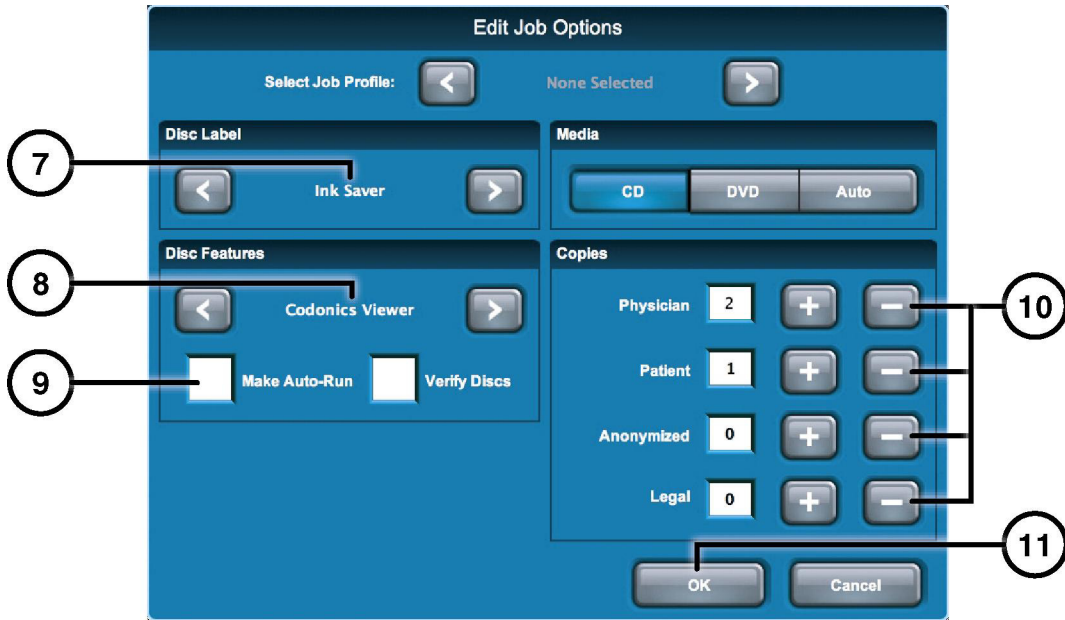 Edit Job Options
Select Job Profile: < None Selected >
Disc Label
7
< Ink Saver >
Media
CD DVD Auto
Disc Features
8
< Codonics Viewer >
9
Make Auto-Run Verify Discs
Copies
Physician 2 + −
10
Patient 1 + −
Anonymized 0 + −
Legal 0 + −
11
OK Cancel